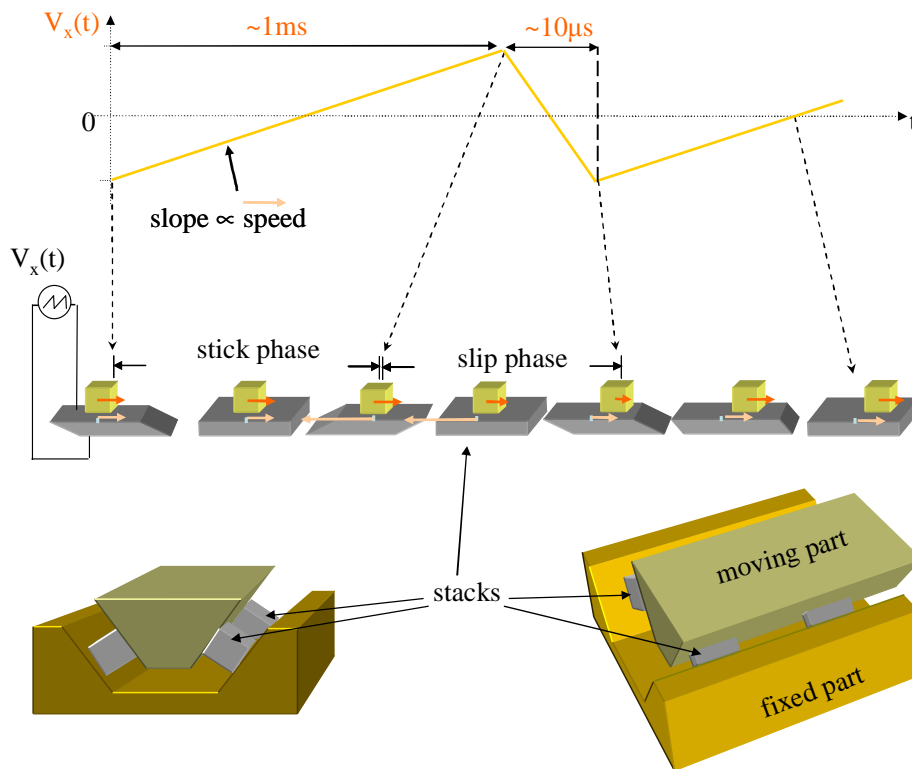 Vₓ(t)
~1ms
~10μs
0
t
slope ∝ speed
Vₓ(t)
stick phase
slip phase
moving part
stacks
fixed part